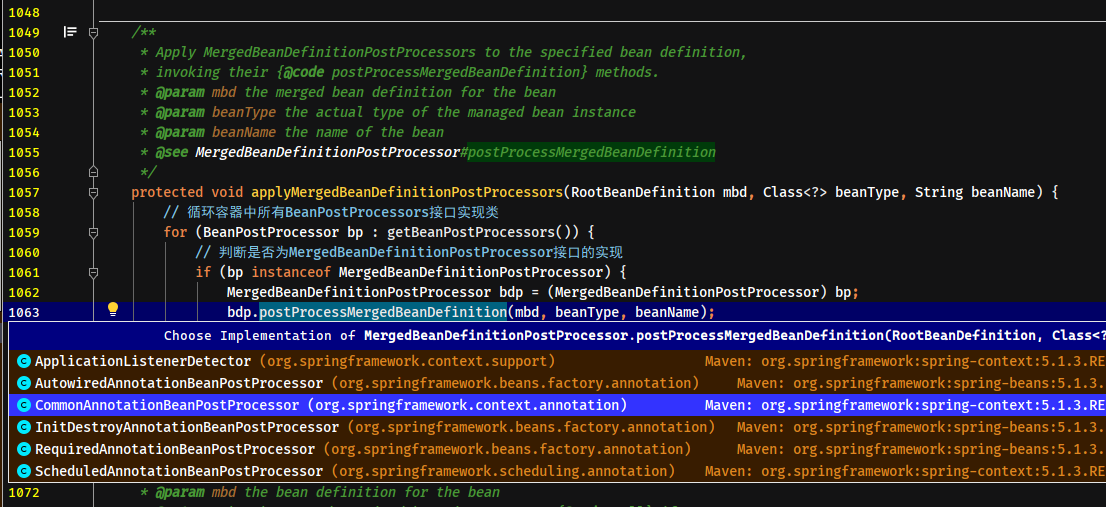 1048
1049 /**
1050 * Apply MergedBeanDefinitionPostProcessors to the specified bean definition,
1051 * invoking their {@code postProcessMergedBeanDefinition} methods.
1052 * @param mbd the merged bean definition for the bean
1053 * @param beanType the actual type of the managed bean instance
1054 * @param beanName the name of the bean
1055 * @see MergedBeanDefinitionPostProcessor#postProcessMergedBeanDefinition
1056 */
1057 protected void applyMergedBeanDefinitionPostProcessors(RootBeanDefinition mbd, Class<?> beanType, String beanName) {
1058 // 循环容器中所有BeanPostProcessors接口实现类
1059 for (BeanPostProcessor bp : getBeanPostProcessors()) {
1060 // 判断是否为MergedBeanDefinitionPostProcessor接口的实现
1061 if (bp instanceof MergedBeanDefinitionPostProcessor) {
1062 MergedBeanDefinitionPostProcessor bdp = (MergedBeanDefinitionPostProcessor) bp;
1063 bdp.postProcessMergedBeanDefinition(mbd, beanType, beanName);
Choose Implementation of MergedBeanDefinitionPostProcessor.postProcessMergedBeanDefinition(RootBeanDefinition, Class<?
C ApplicationListenerDetector (org.springframework.context.support) Maven: org.springframework:spring-context:5.1.3.RE
C AutowiredAnnotationBeanPostProcessor (org.springframework.beans.factory.annotation) Maven: org.springframework:spring-beans:5.1.3.
C CommonAnnotationBeanPostProcessor (org.springframework.context.annotation) Maven: org.springframework:spring-context:5.1.3.RE
C InitDestroyAnnotationBeanPostProcessor (org.springframework.beans.factory.annotation) Maven: org.springframework:spring-beans:5.1.3.
C RequiredAnnotationBeanPostProcessor (org.springframework.beans.factory.annotation) Maven: org.springframework:spring-beans:5.1.3.
C ScheduledAnnotationBeanPostProcessor (org.springframework.scheduling.annotation) Maven: org.springframework:spring-context:5.1.3.RE
1072 * @param mbd the bean definition for the bean